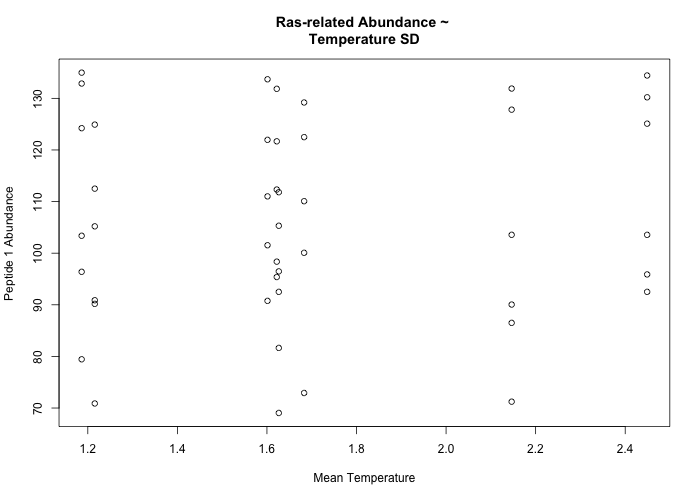 Ras-related Abundance ~
Temperature SD
Peptide 1 Abundance
130
120
110
100
90
80
70
1.2 1.4 1.6 1.8 2.0 2.2 2.4
Mean Temperature